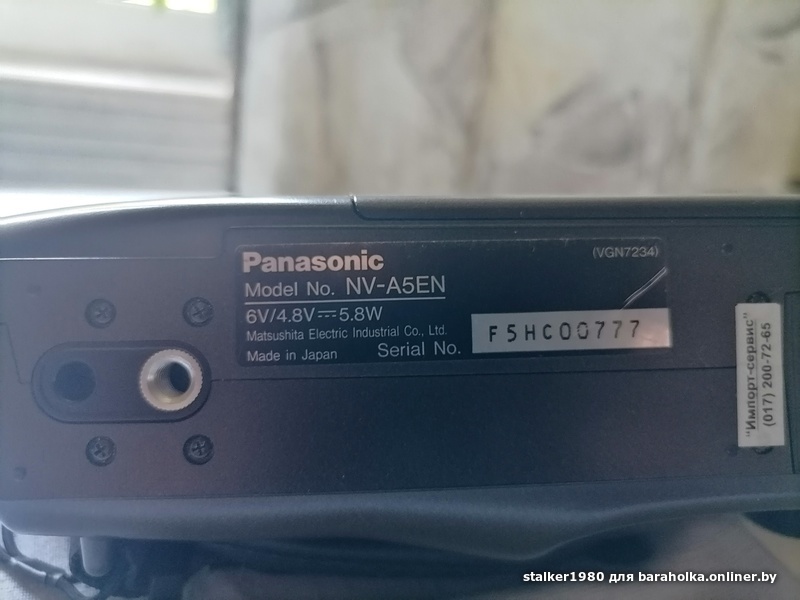 Panasonic
(VGN7234)
Model No. NV-A5EN
6V/4.8V⎓5.8W
Matsushita Electric Industrial Co., Ltd.
Made in Japan Serial No. F5HC00777
"Импорт-сервис"
(017) 200-72-65
stalker1980 для baraholka.onliner.by